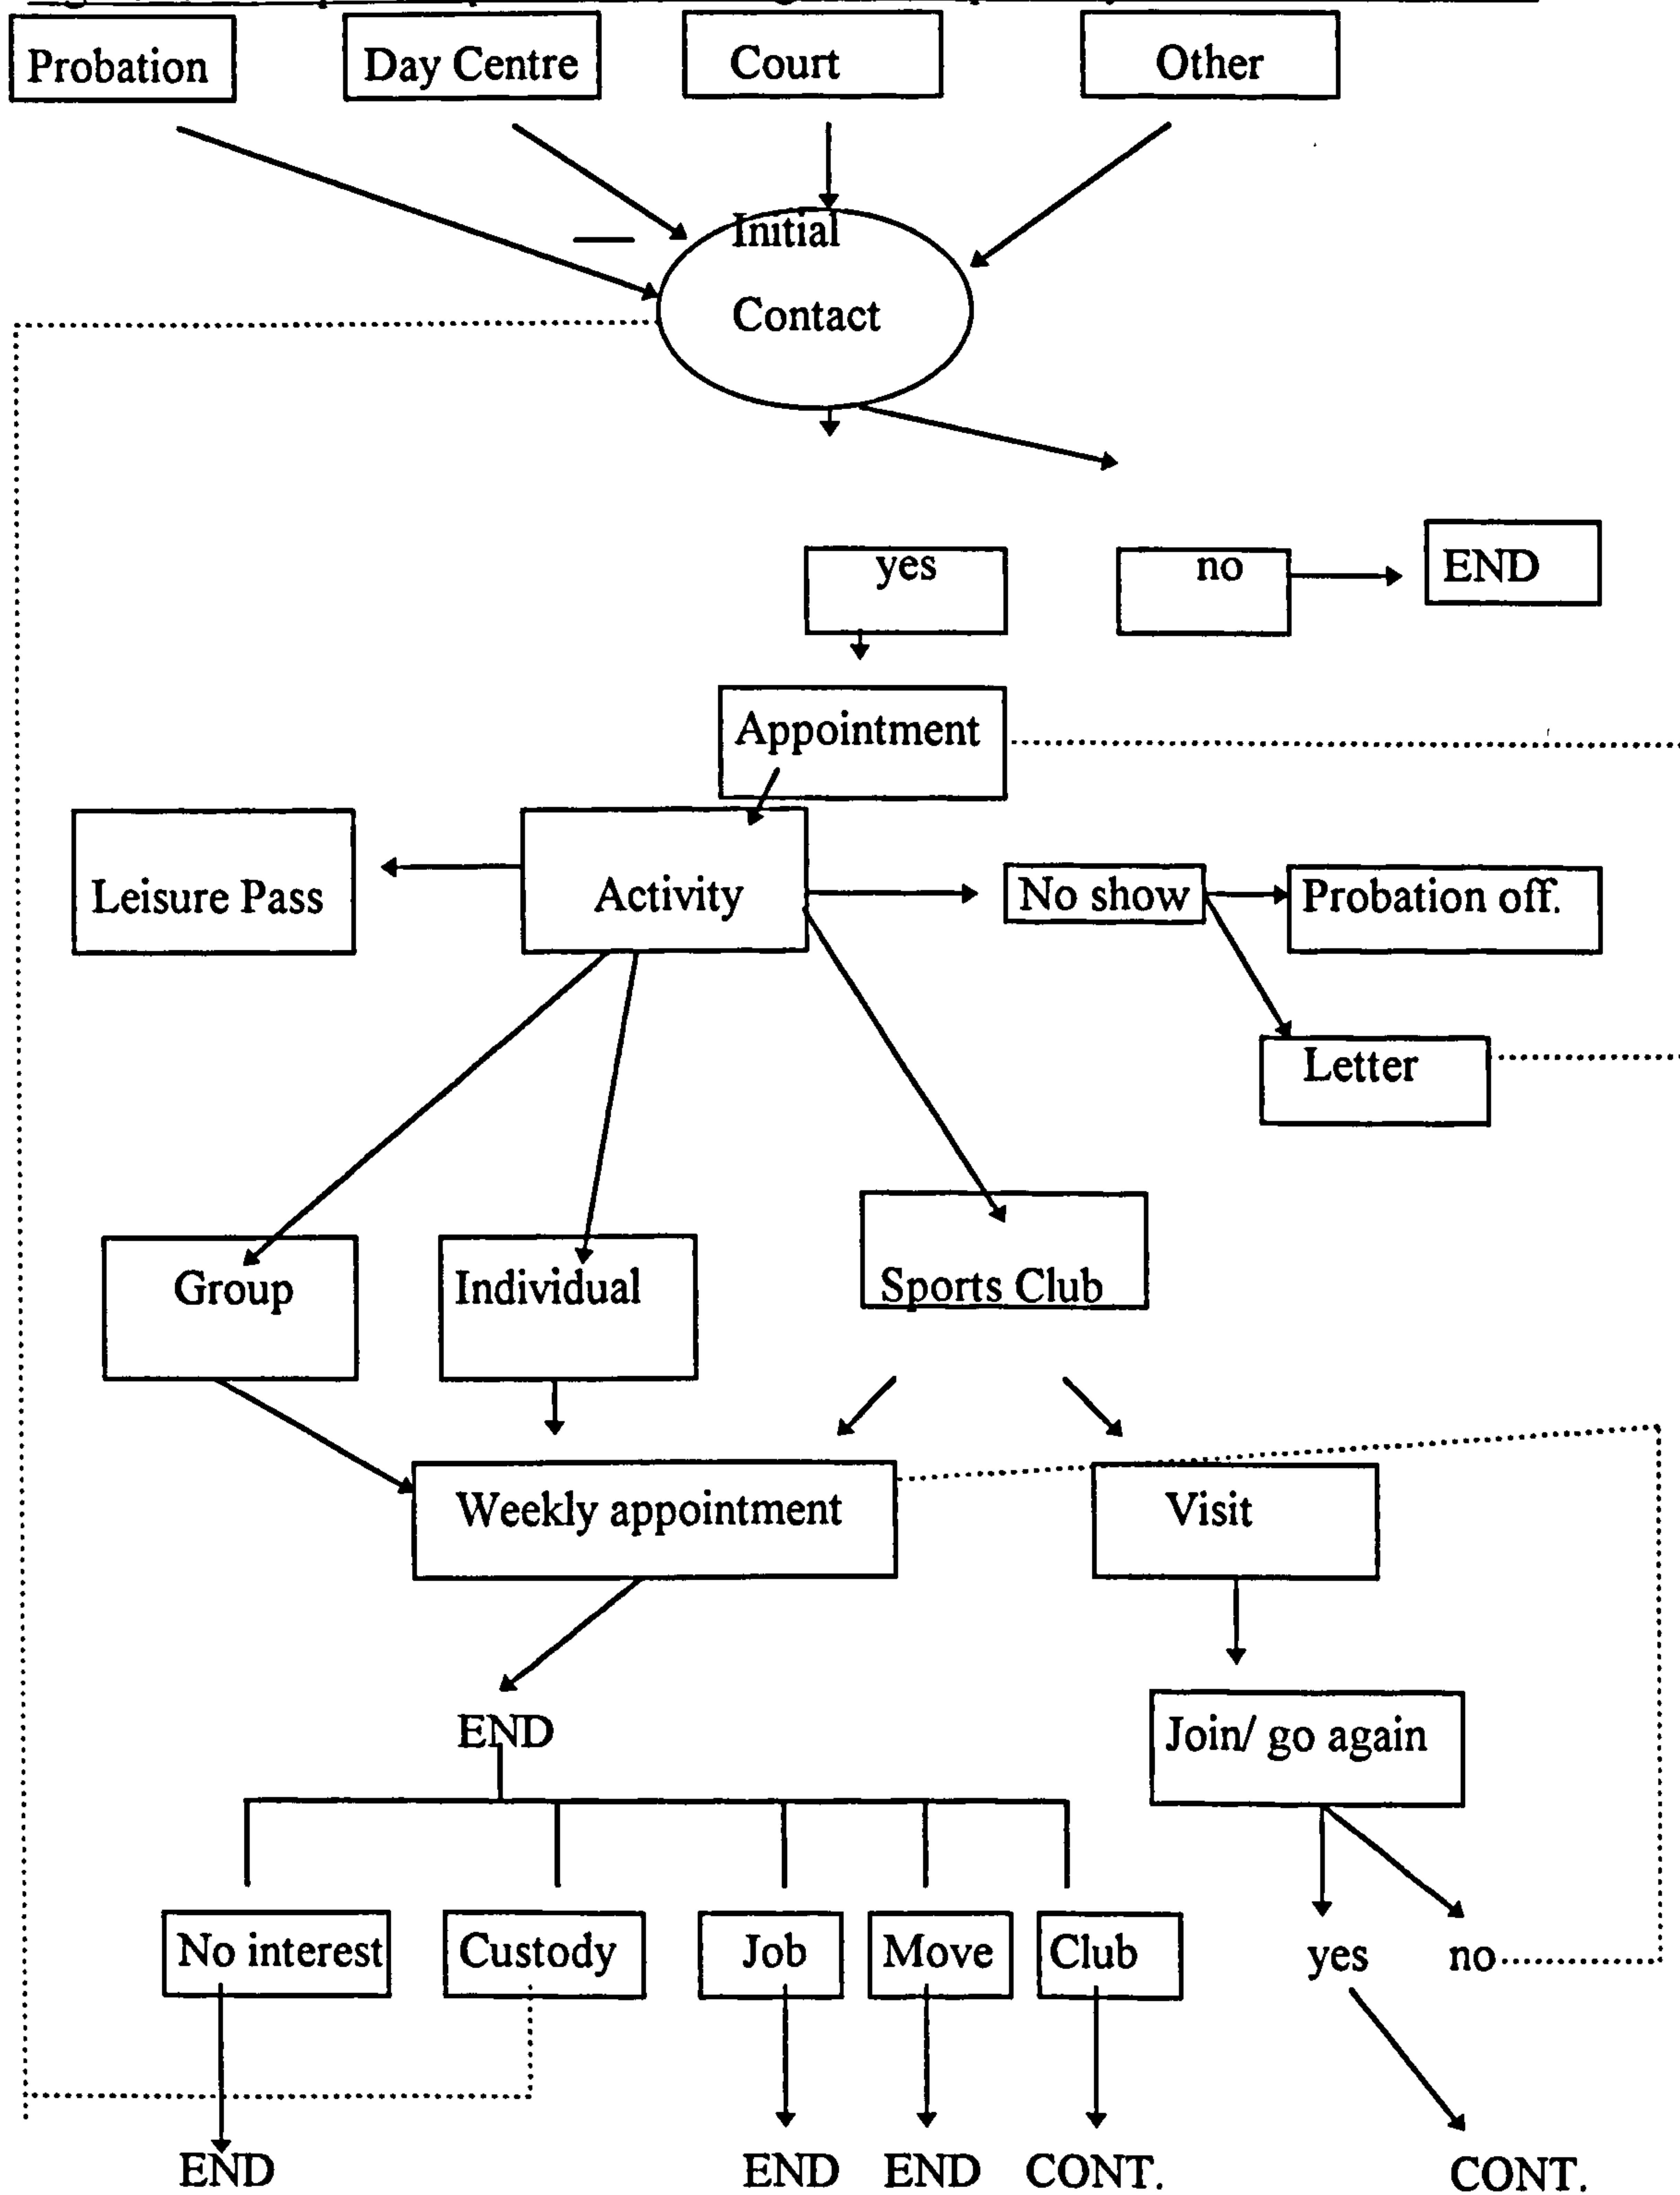 Probation
Day Centre
Court
Other
Initial
Contact
yes
no
END
Appointment
Leisure Pass
Activity
No show
Probation off.
Letter
Group
Individual
Sports Club
Weekly appointment
Visit
END
Join/ go again
No interest
Custody
Job
Move
Club
yes
no
END
END
END
CONT.
CONT.